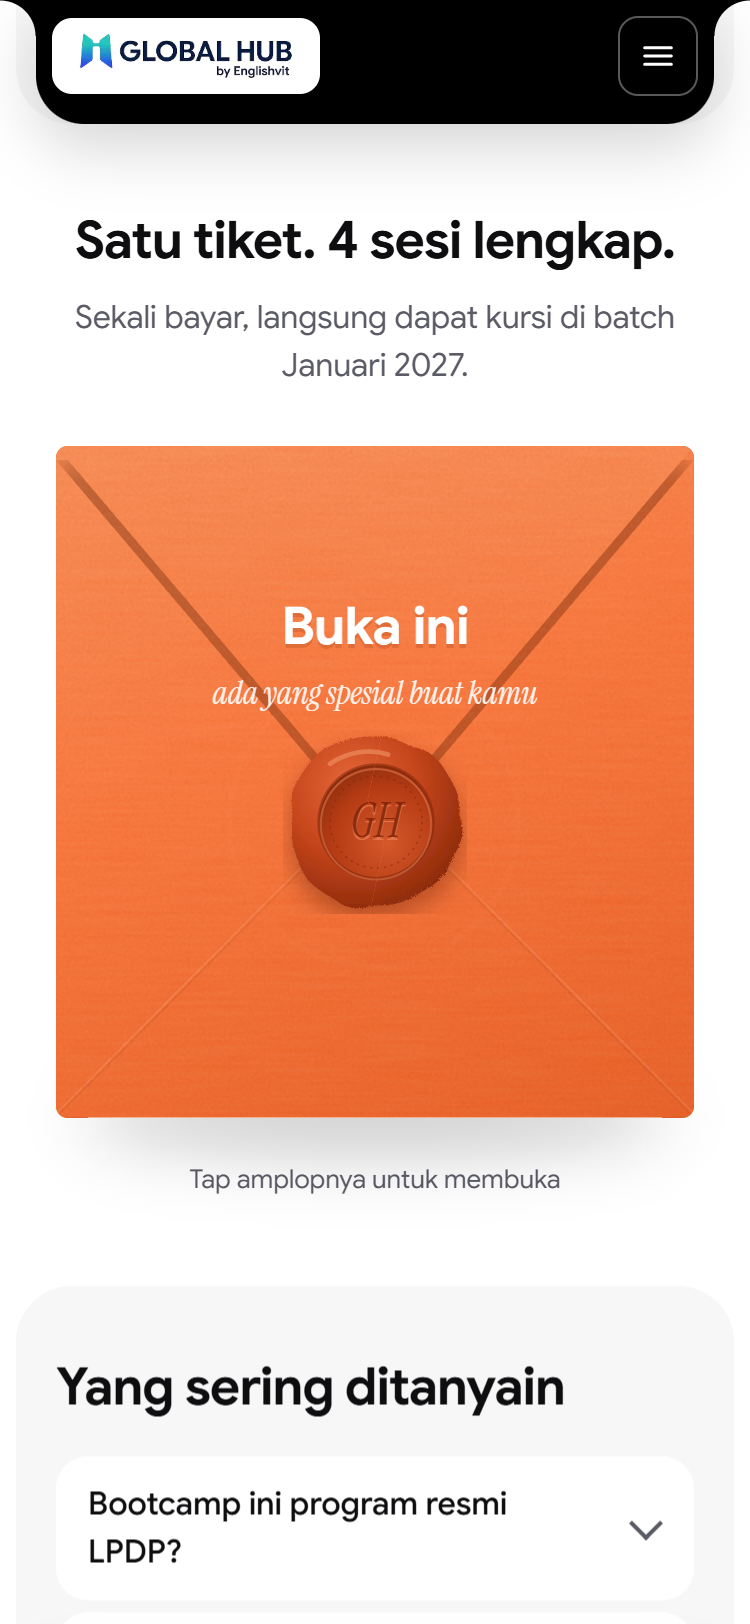 GLOBAL HUB
by Englishvit
Satu tiket. 4 sesi lengkap.
Sekali bayar, langsung dapat kursi di batch
Januari 2027.
Buka ini
ada yang spesial buat kamu
GH
Tap amplopnya untuk membuka
Yang sering ditanyain
Bootcamp ini program resmi
LPDP?